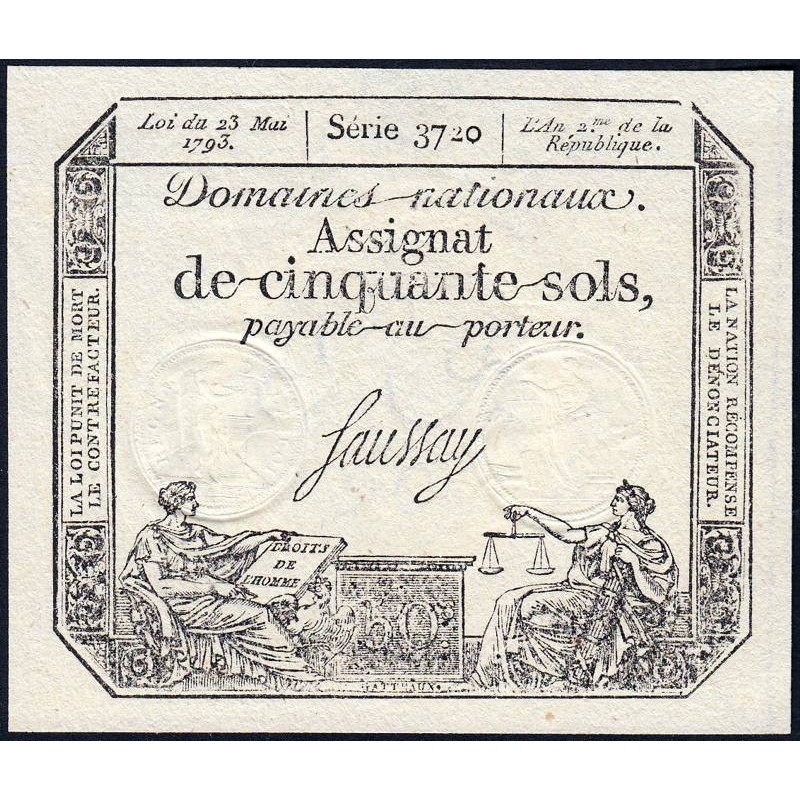 Loi du 23 Mai
1793.
Série 3720
L'An 2.me de la
République.
Domaines nationaux.
Assignat
de cinquante sols,
payable au porteur.
LA LOI PUNIT DE MORT
LE CONTREFACTEUR.
LA NATION RÉCOMPENSE
LE DÉNONCIATEUR.
Saussay
DROITS
DE
L'HOMME
50
GATTEAUX